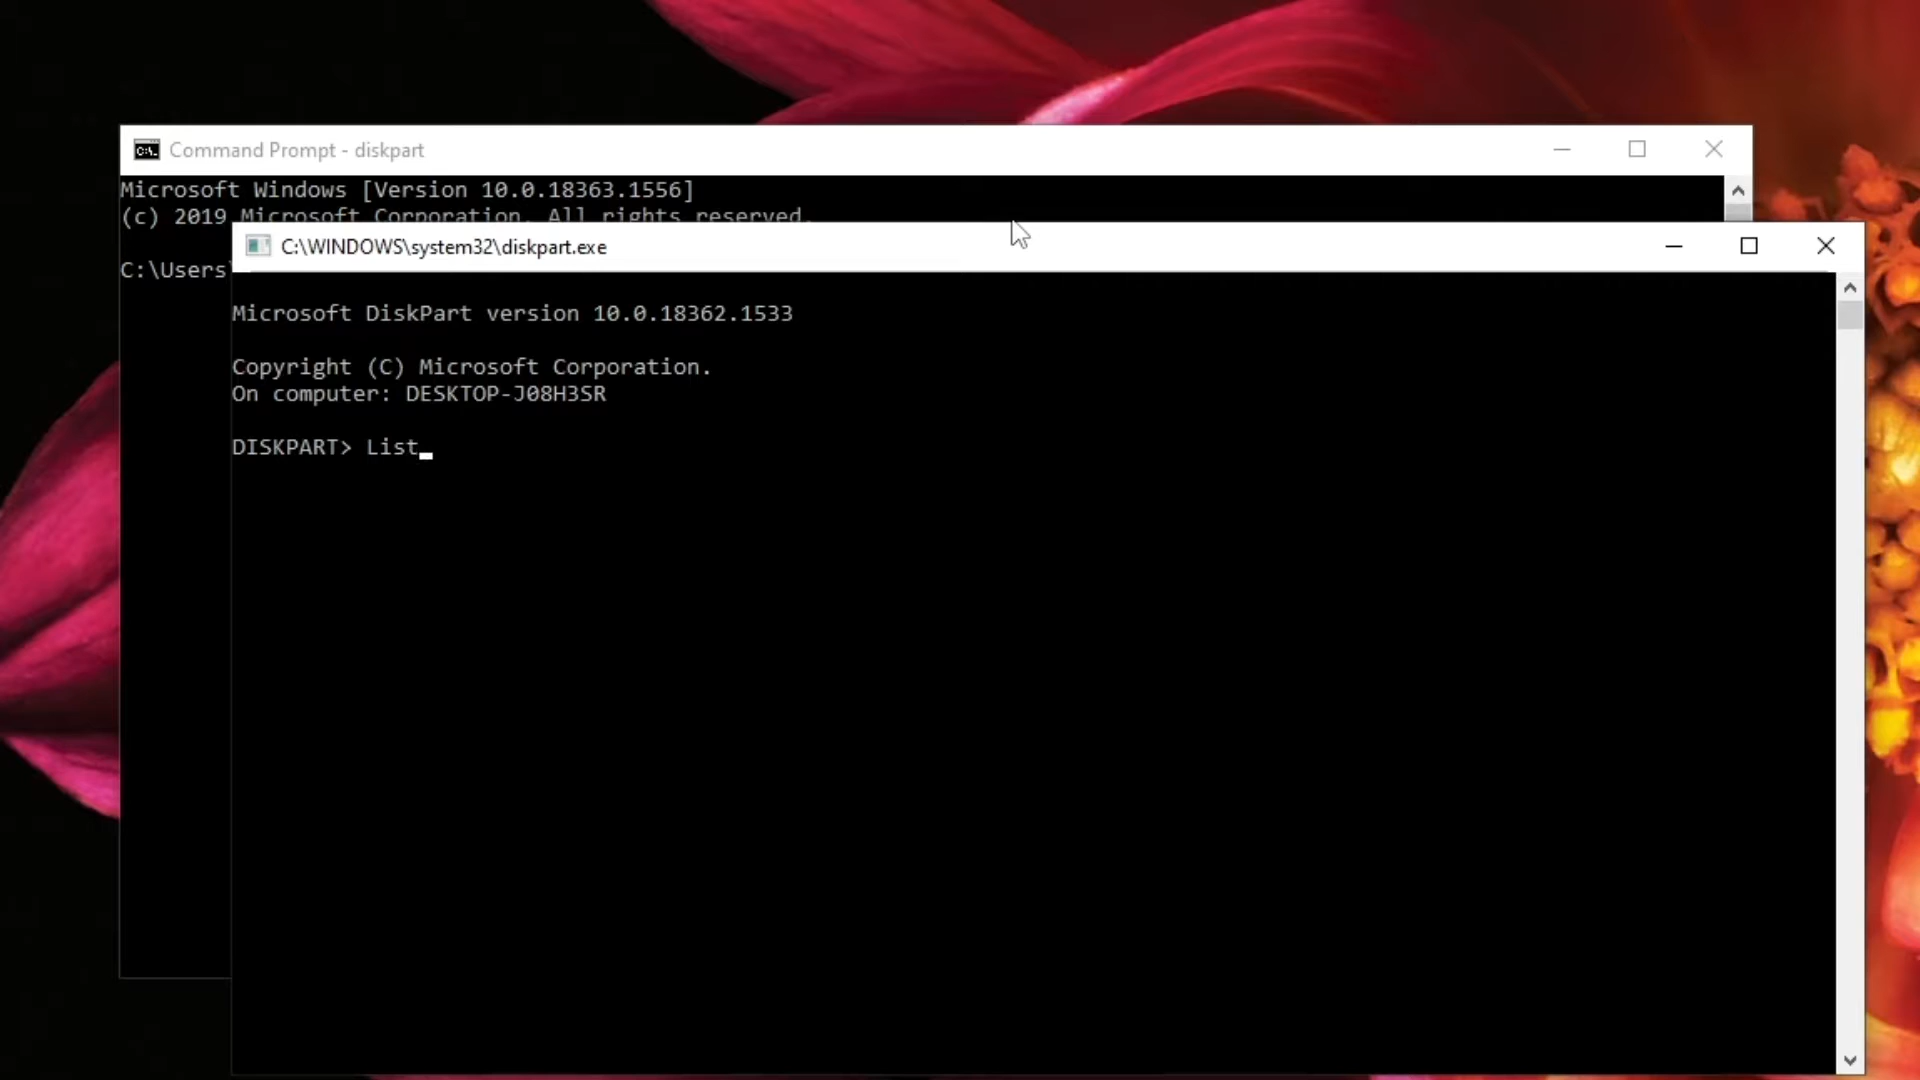 Command Prompt - diskpart
Microsoft Windows [Version 10.0.18363.1556]
(c) 2019 Microsoft Corporation. All rights reserved.
C:\Users
C:\WINDOWS\system32\diskpart.exe
Microsoft DiskPart version 10.0.18362.1533
Copyright (C) Microsoft Corporation.
On computer: DESKTOP-J08H3SR
DISKPART> List